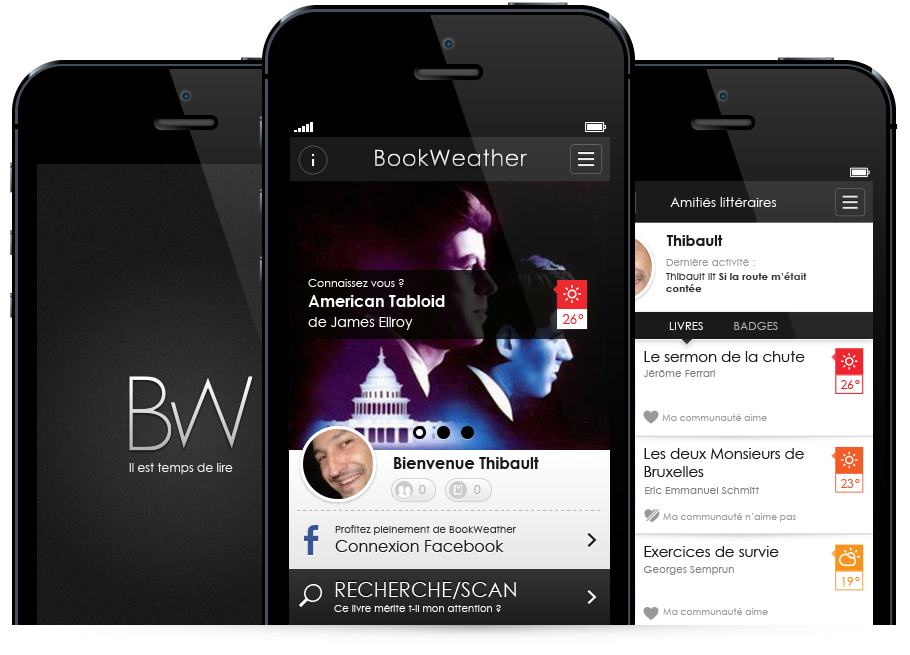 BW
Il est temps de lire
BookWeather
Connaissez vous ?
American Tabloid
de James Ellroy
26°
Bienvenue Thibault
0 0
Profitez pleinement de BookWeather
Connexion Facebook
RECHERCHE/SCAN
Ce livre mérite t-il mon attention ?
Amitiés littéraires
Thibault
Dernière activité :
Thibault lit Si la route m'était
contée
LIVRES BADGES
Le sermon de la chute
Jérôme Ferrari
26°
Ma communauté aime
Les deux Monsieurs de
Bruxelles
Eric Emmanuel Schmitt
23°
Ma communauté n'aime pas
Exercices de survie
Georges Semprun
19°
Ma communauté aime